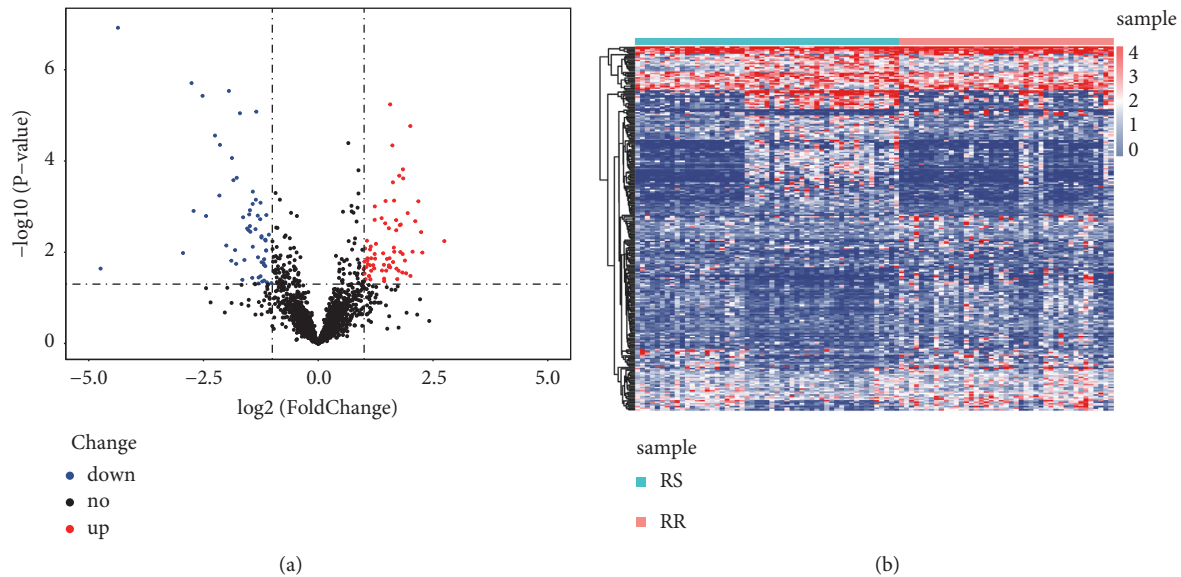 6
4
2
0
−log10 (P−value)
−5.0 −2.5 0.0 2.5 5.0
log2 (FoldChange)
Change
down
no
up
(a)
sample
4
3
2
1
0
sample
RS
RR
(b)